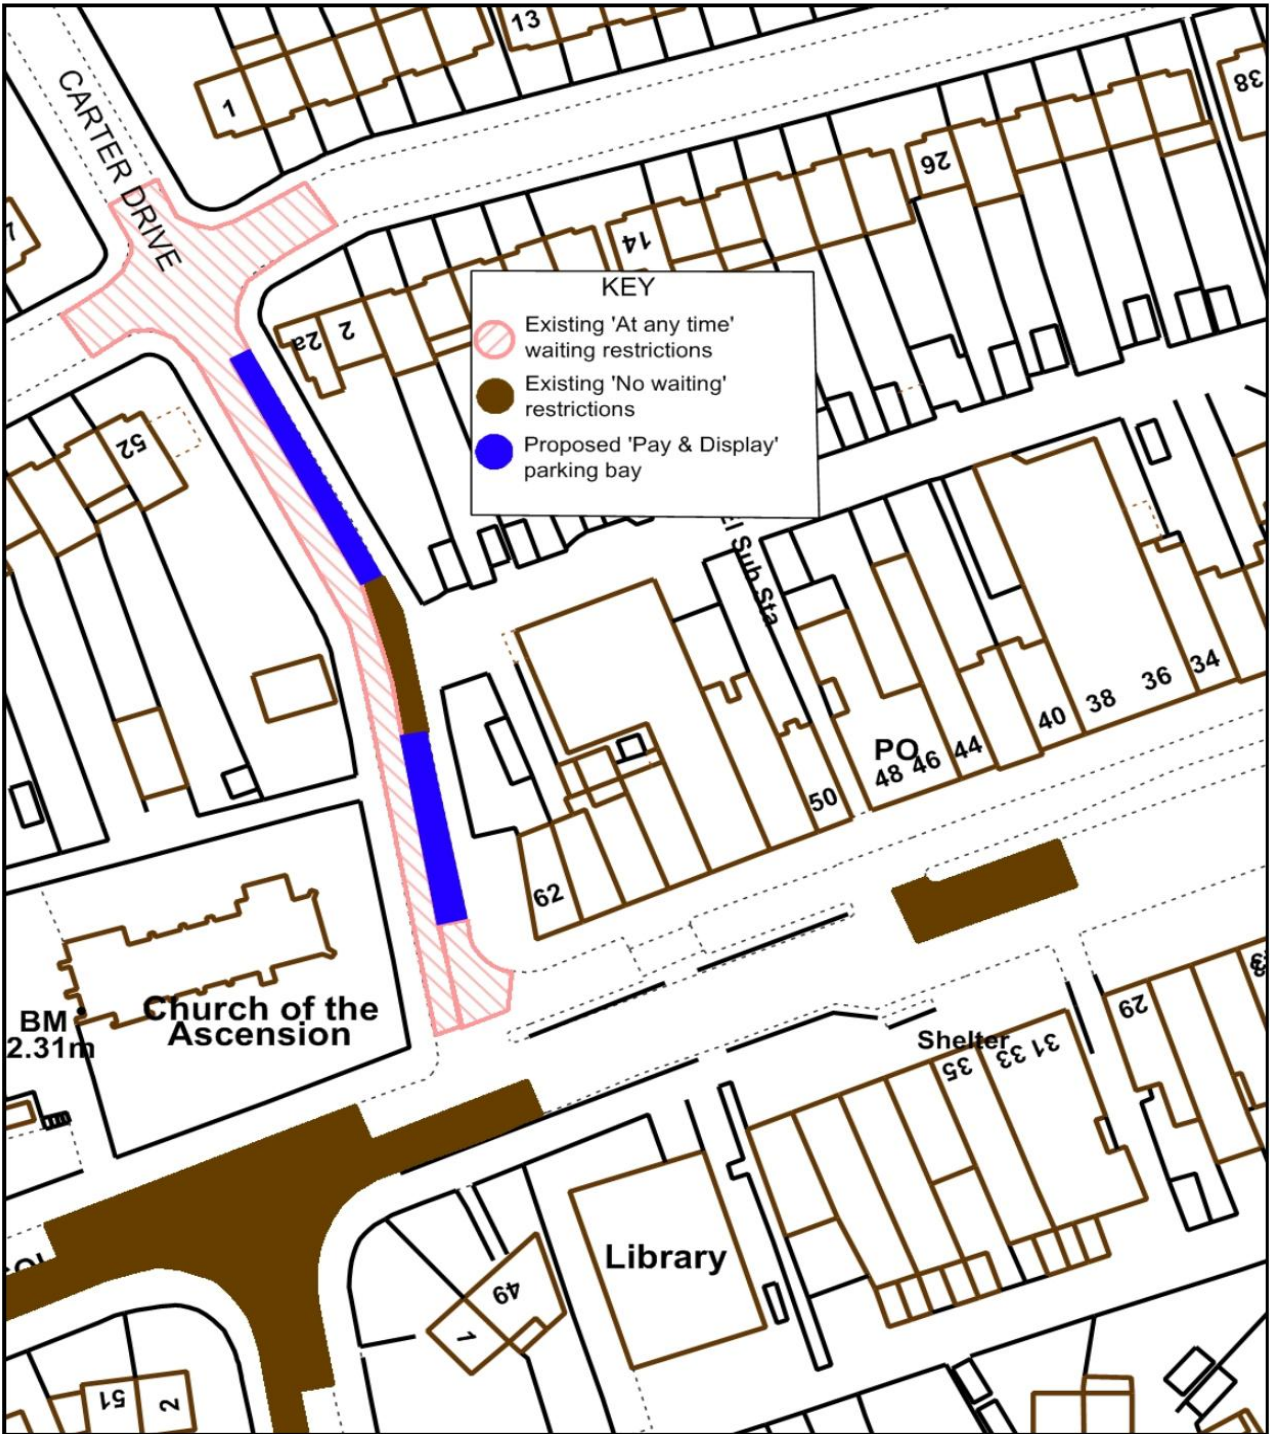 13
1
38
CARTER DRIVE
26
14
2a
2
KEY
Existing 'At any time'
waiting restrictions
Existing 'No waiting'
restrictions
Proposed 'Pay & Display'
parking bay
52
El Sub Sta
34
36
38
40
PO
44
46
48
50
62
Church of the
Ascension
BM
2.31m
29
Shelter
31
33
35
Library
49
1
51
2